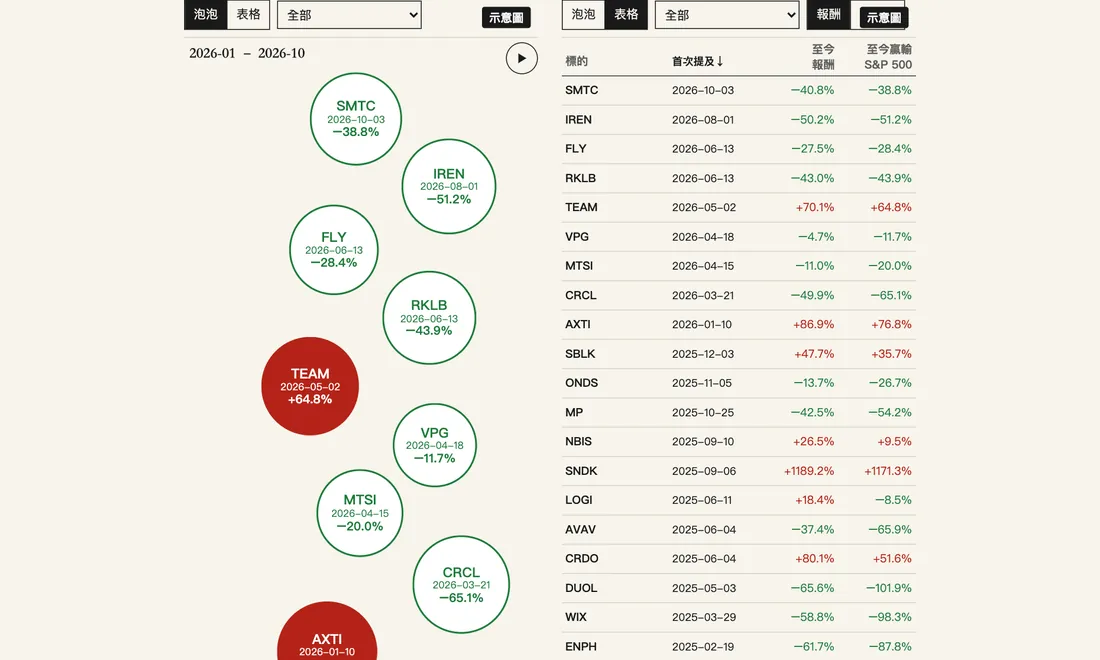 泡泡 表格 全部 示意圖
2026-01 – 2026-10
SMTC
2026-10-03
−38.8%
IREN
2026-08-01
−51.2%
FLY
2026-06-13
−28.4%
RKLB
2026-06-13
−43.9%
TEAM
2026-05-02
+64.8%
VPG
2026-04-18
−11.7%
MTSI
2026-04-15
−20.0%
CRCL
2026-03-21
−65.1%
AXTI
2026-01-10
泡泡 表格 全部 報酬 示意圖
標的 首次提及↓ 至今報酬 至今贏輸 S&P 500
SMTC 2026-10-03 −40.8% −38.8%
IREN 2026-08-01 −50.2% −51.2%
FLY 2026-06-13 −27.5% −28.4%
RKLB 2026-06-13 −43.0% −43.9%
TEAM 2026-05-02 +70.1% +64.8%
VPG 2026-04-18 −4.7% −11.7%
MTSI 2026-04-15 −11.0% −20.0%
CRCL 2026-03-21 −49.9% −65.1%
AXTI 2026-01-10 +86.9% +76.8%
SBLK 2025-12-03 +47.7% +35.7%
ONDS 2025-11-05 −13.7% −26.7%
MP 2025-10-25 −42.5% −54.2%
NBIS 2025-09-10 +26.5% +9.5%
SNDK 2025-09-06 +1189.2% +1171.3%
LOGI 2025-06-11 +18.4% −8.5%
AVAV 2025-06-04 −37.4% −65.9%
CRDO 2025-06-04 +80.1% +51.6%
DUOL 2025-05-03 −65.6% −101.9%
WIX 2025-03-29 −58.8% −98.3%
ENPH 2025-02-19 −61.7% −87.8%